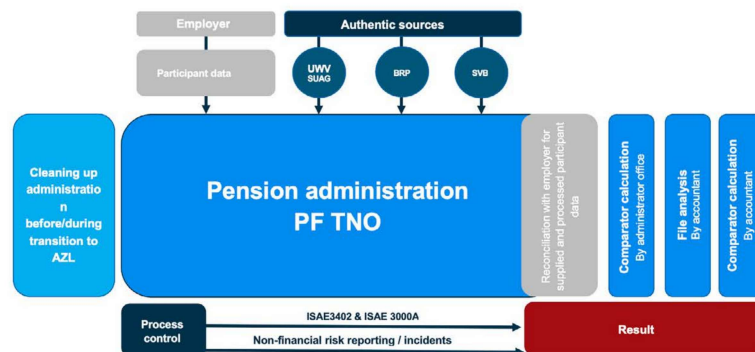 Employer
Authentic sources
Participant data
UWV
SUAG
BRP
SVB
Cleaning up
administratio
n
before/during
transition to
AZL
Pension administration
PF TNO
Reconciliation with employer for
supplied and processed participant
data
Comparator calculation
By administrator office
File analysis
By accountant
Comparator calculation
By accountant
Process
control
ISAE3402 & ISAE 3000A
Non-financial risk reporting / incidents
Result